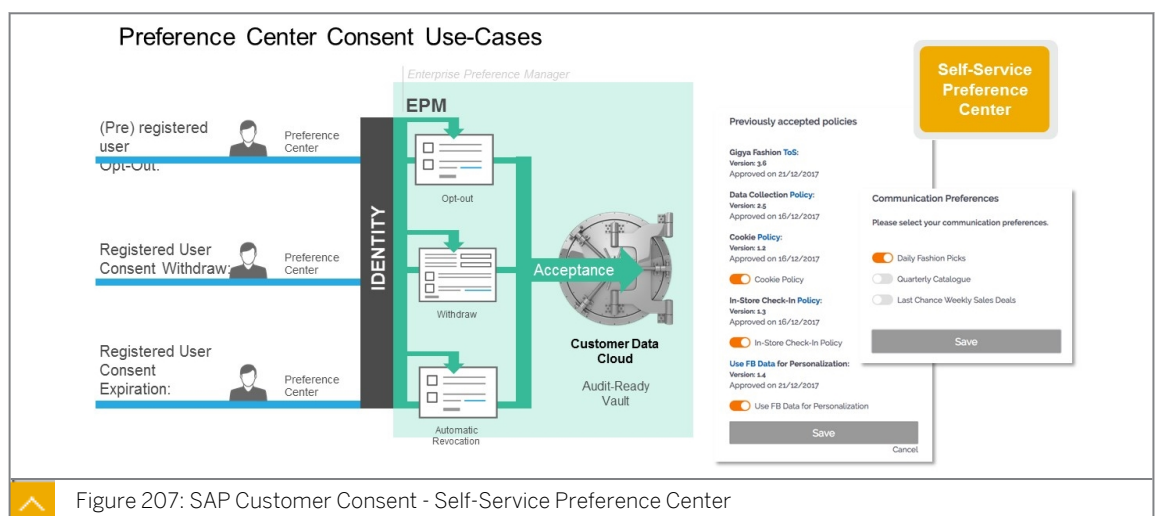 Preference Center Consent Use-Cases
Enterprise Preference Manager
EPM
(Pre) registered
user
Opt-Out:
Preference
Center
Opt-out
Registered User
Consent Withdraw:
Preference
Center
Withdraw
Registered User
Consent
Expiration:
Preference
Center
Automatic
Revocation
IDENTITY
Acceptance
Customer Data
Cloud
Audit-Ready
Vault
Self-Service
Preference
Center
Previously accepted policies
Gigya Fashion ToS:
Version: 3.6
Approved on 21/12/2017
Data Collection Policy:
Version: 2.5
Approved on 16/12/2017
Cookie Policy:
Version: 1.2
Approved on 16/12/2017
Cookie Policy
In-Store Check-In Policy:
Version: 1.3
Approved on 16/12/2017
In-Store Check-In Policy
Use FB Data for Personalization:
Version: 1.4
Approved on 21/12/2017
Use FB Data for Personalization
Save
Cancel
Communication Preferences
Please select your communication preferences.
Daily Fashion Picks
Quarterly Catalogue
Last Chance Weekly Sales Deals
Save
Figure 207: SAP Customer Consent - Self-Service Preference Center